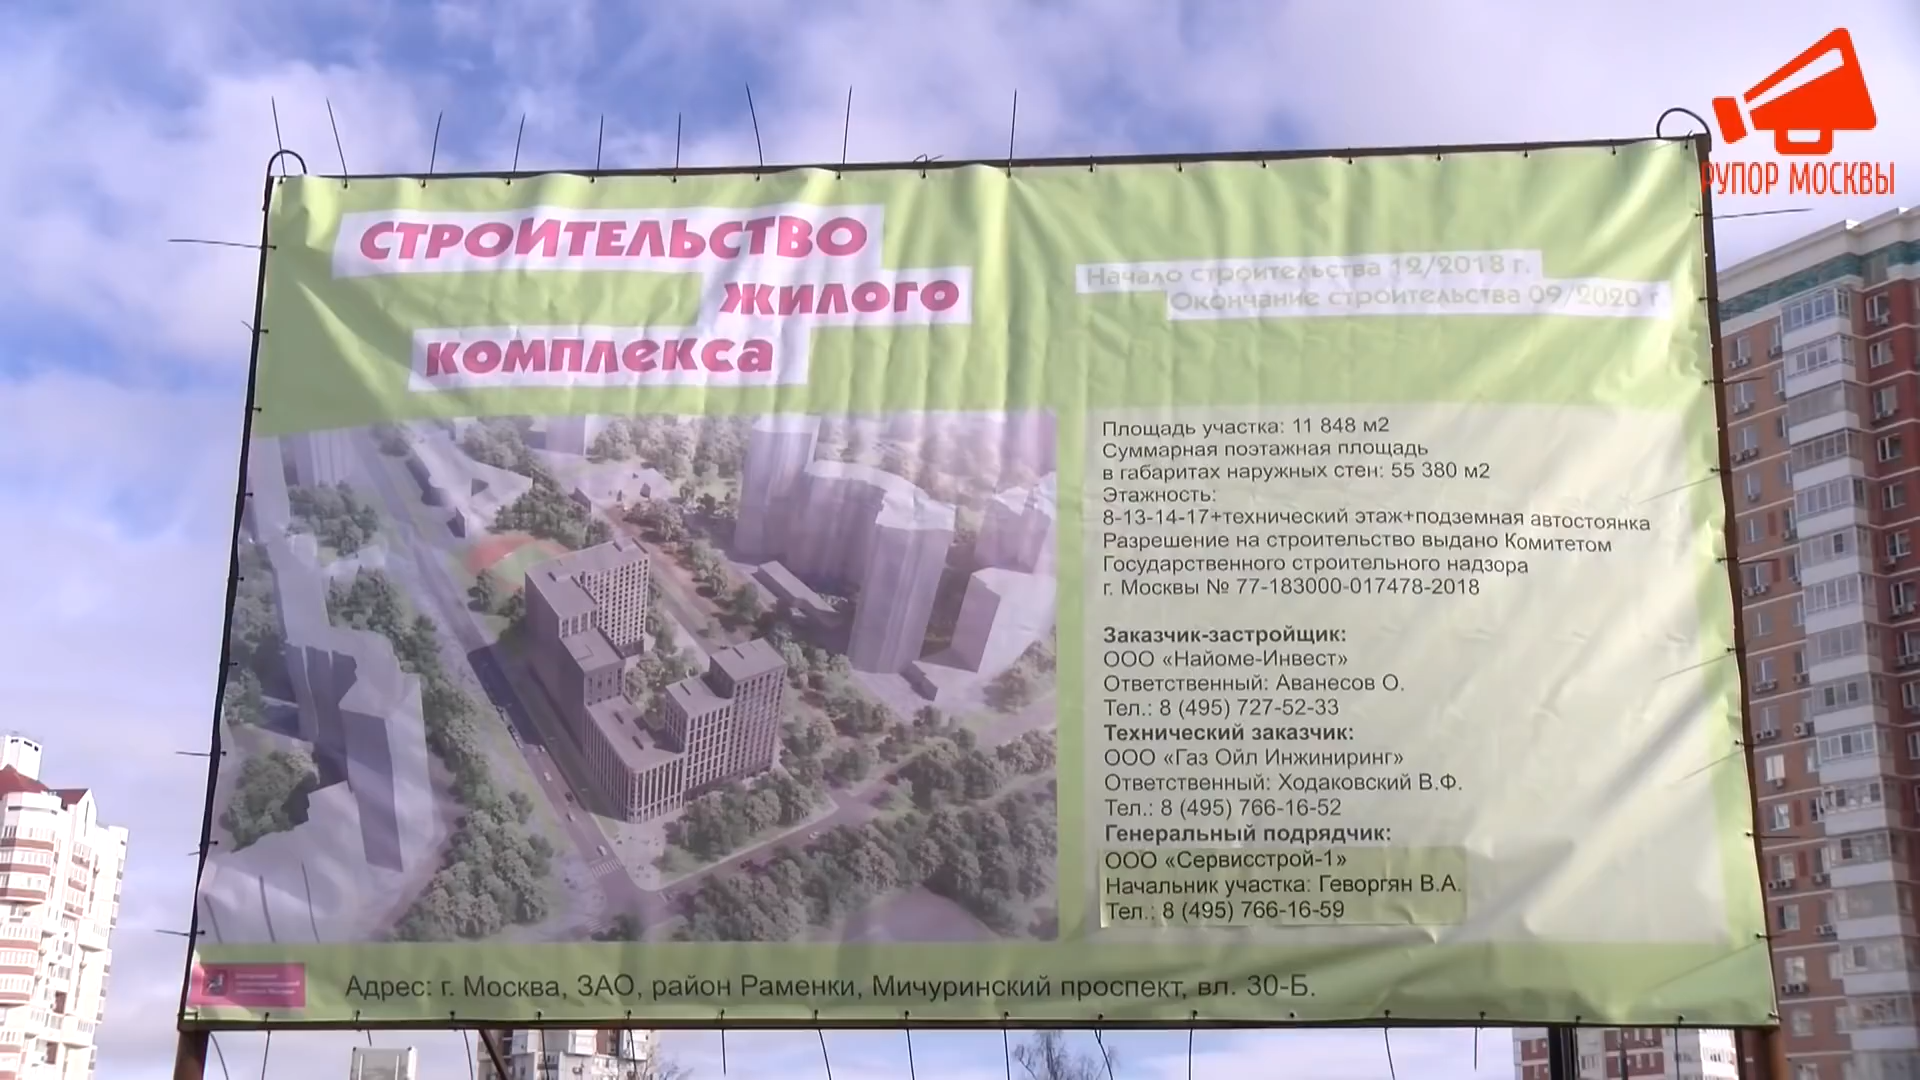 РУПОР МОСКВЫ
СТРОИТЕЛЬСТВО
ЖИЛОГО
КОМПЛЕКСА
Начало строительства 12/2018 г.
Окончание строительства 09/2020 г.
Площадь участка: 11 848 м2
Суммарная поэтажная площадь
в габаритах наружных стен: 55 380 м2
Этажность:
8-13-14-17+технический этаж+подземная автостоянка
Разрешение на строительство выдано Комитетом
Государственного строительного надзора
г. Москвы № 77-183000-017478-2018
Заказчик-застройщик:
ООО «Найоме-Инвест»
Ответственный: Аванесов О.
Тел.: 8 (495) 727-52-33
Технический заказчик:
ООО «Газ Ойл Инжиниринг»
Ответственный: Ходаковский В.Ф.
Тел.: 8 (495) 766-16-52
Генеральный подрядчик:
ООО «Сервисстрой-1»
Начальник участка: Геворгян В.А.
Тел.: 8 (495) 766-16-59
Адрес: г. Москва, ЗАО, район Раменки, Мичуринский проспект, вл. 30-Б.